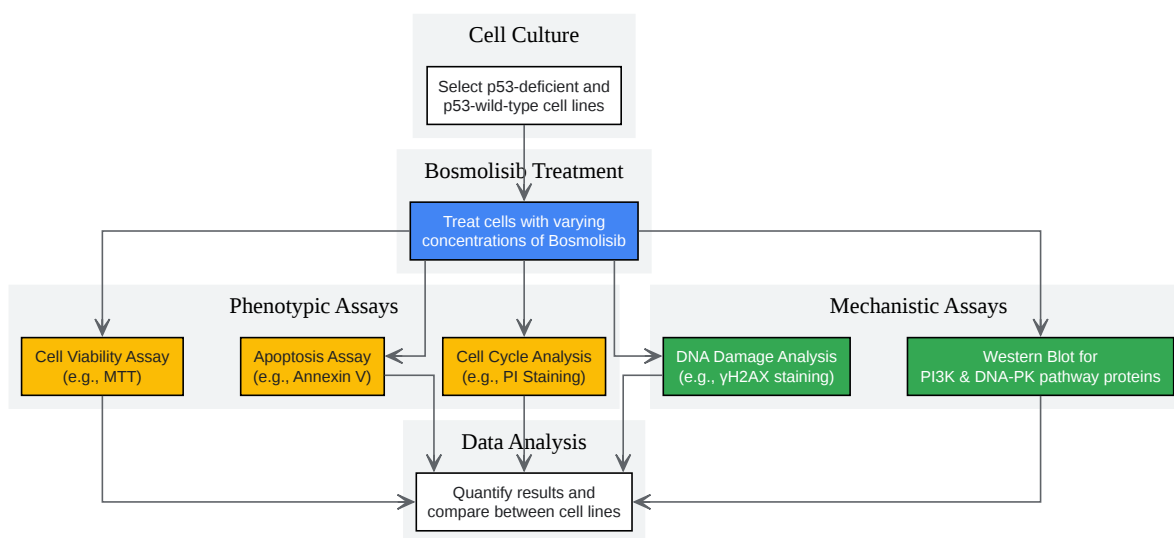 Cell Culture
Select p53-deficient and
p53-wild-type cell lines
Bosmolisib Treatment
Treat cells with varying
concentrations of Bosmolisib
Phenotypic Assays
Mechanistic Assays
Cell Viability Assay
(e.g., MTT)
Apoptosis Assay
(e.g., Annexin V)
Cell Cycle Analysis
(e.g., PI Staining)
DNA Damage Analysis
(e.g., γH2AX staining)
Western Blot for
PI3K & DNA-PK pathway proteins
Data Analysis
Quantify results and
compare between cell lines